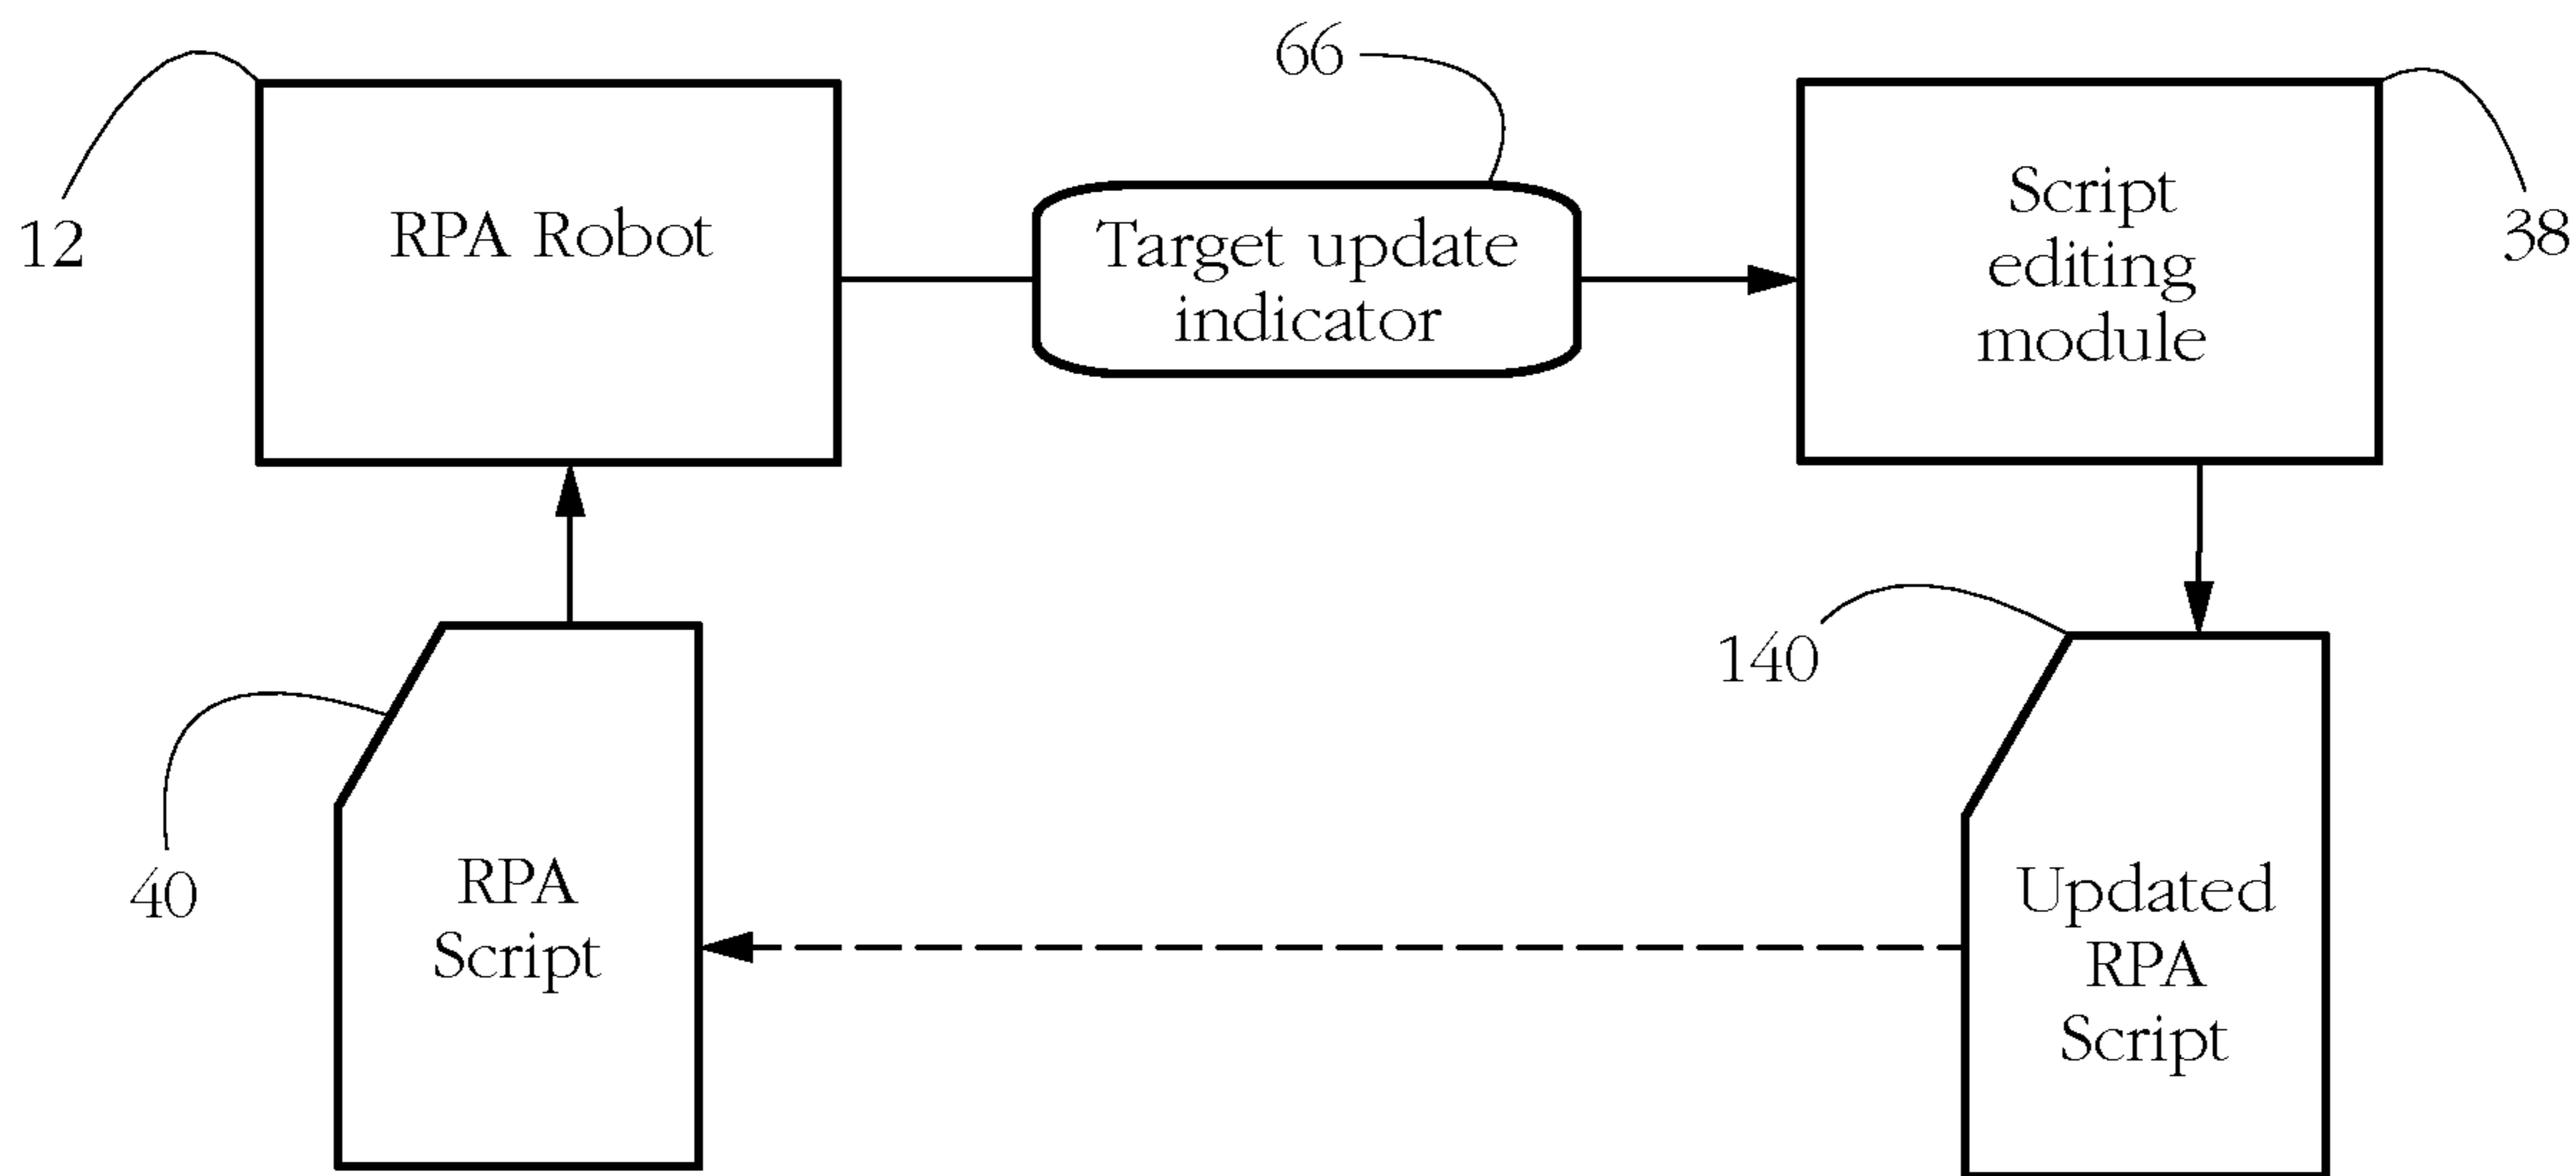 66
12
RPA Robot
Target update
indicator
Script
editing
module
38
40
RPA
Script
140
Updated
RPA
Script